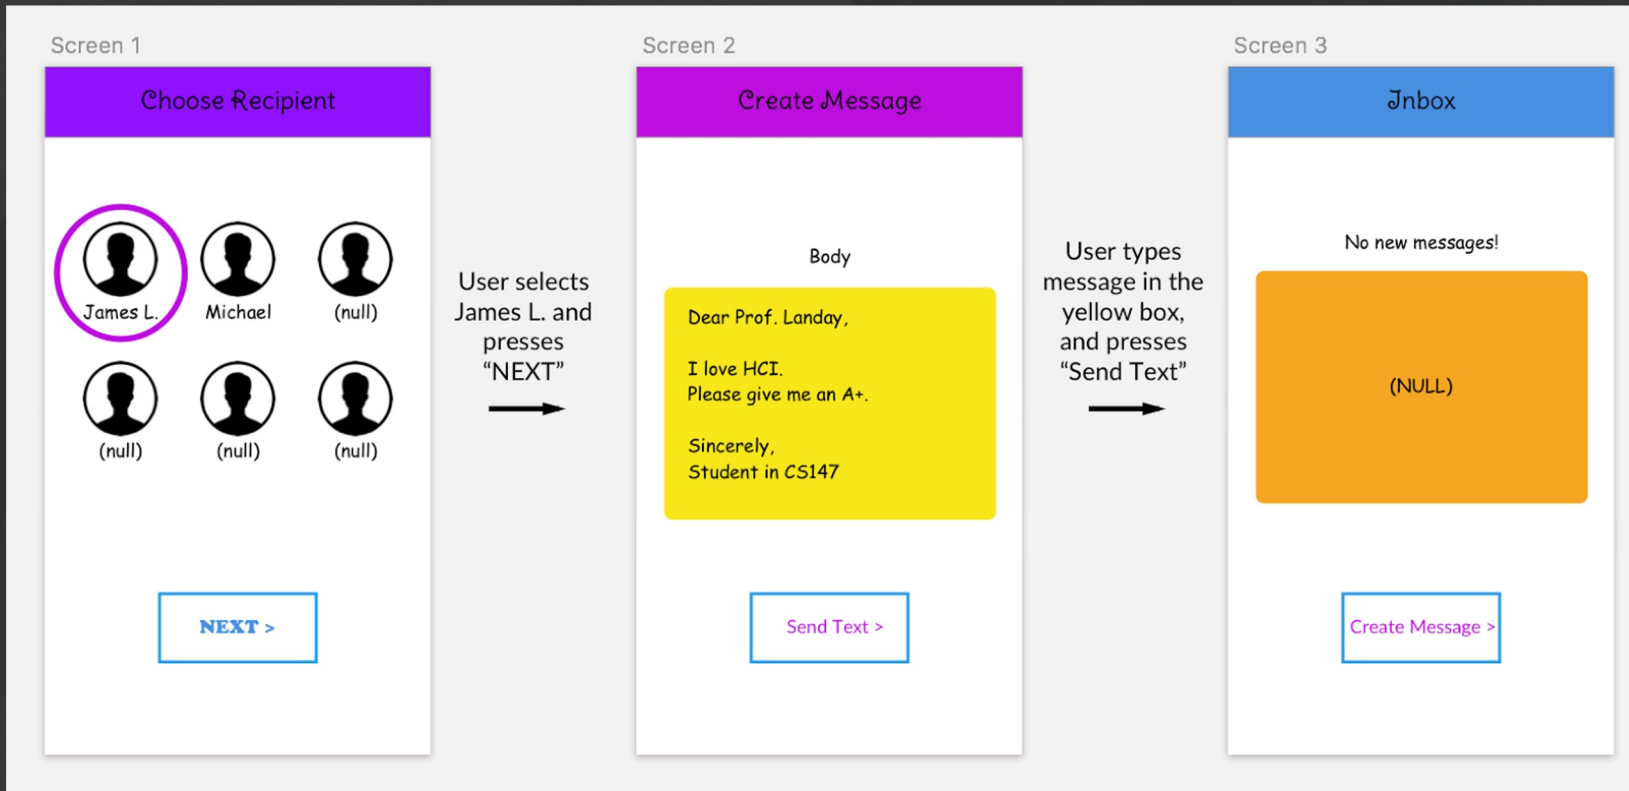 Screen 1
Choose Recipient
James L.
Michael
(null)
(null)
(null)
(null)
NEXT >
User selects
James L. and
presses
“NEXT”
Screen 2
Create Message
Body
Dear Prof. Landay,
I love HCI.
Please give me an A+.
Sincerely,
Student in CS147
Send Text >
User types
message in the
yellow box,
and presses
“Send Text”
Screen 3
Inbox
No new messages!
(NULL)
Create Message >